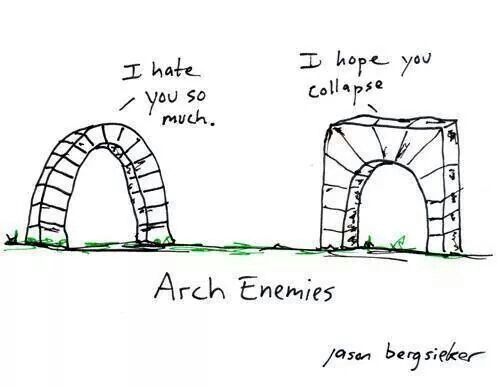 I hate
you so
much.
I hope you
collapse
Arch Enemies
jason bergsieker